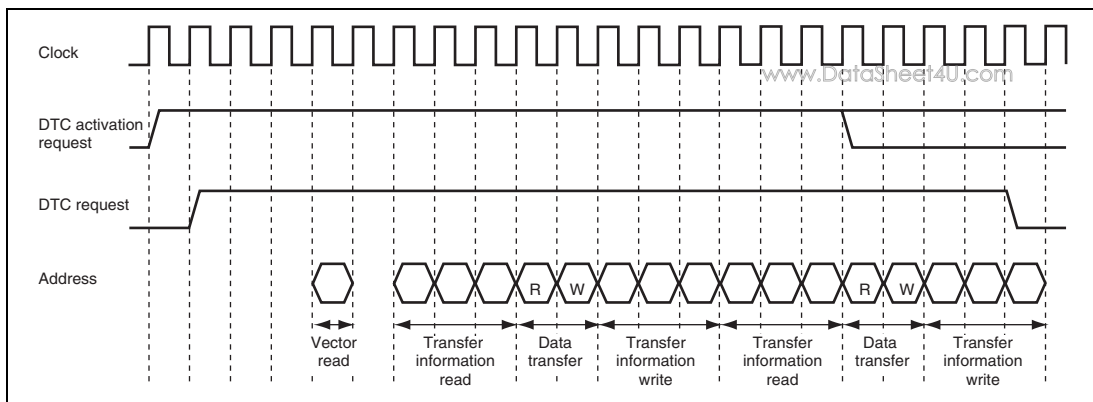 Clock
www.DataSheet4U.com
DTC activation
request
DTC request
Address
R W R W
Vector
read
Transfer
information
read
Data
transfer
Transfer
information
write
Transfer
information
read
Data
transfer
Transfer
information
write